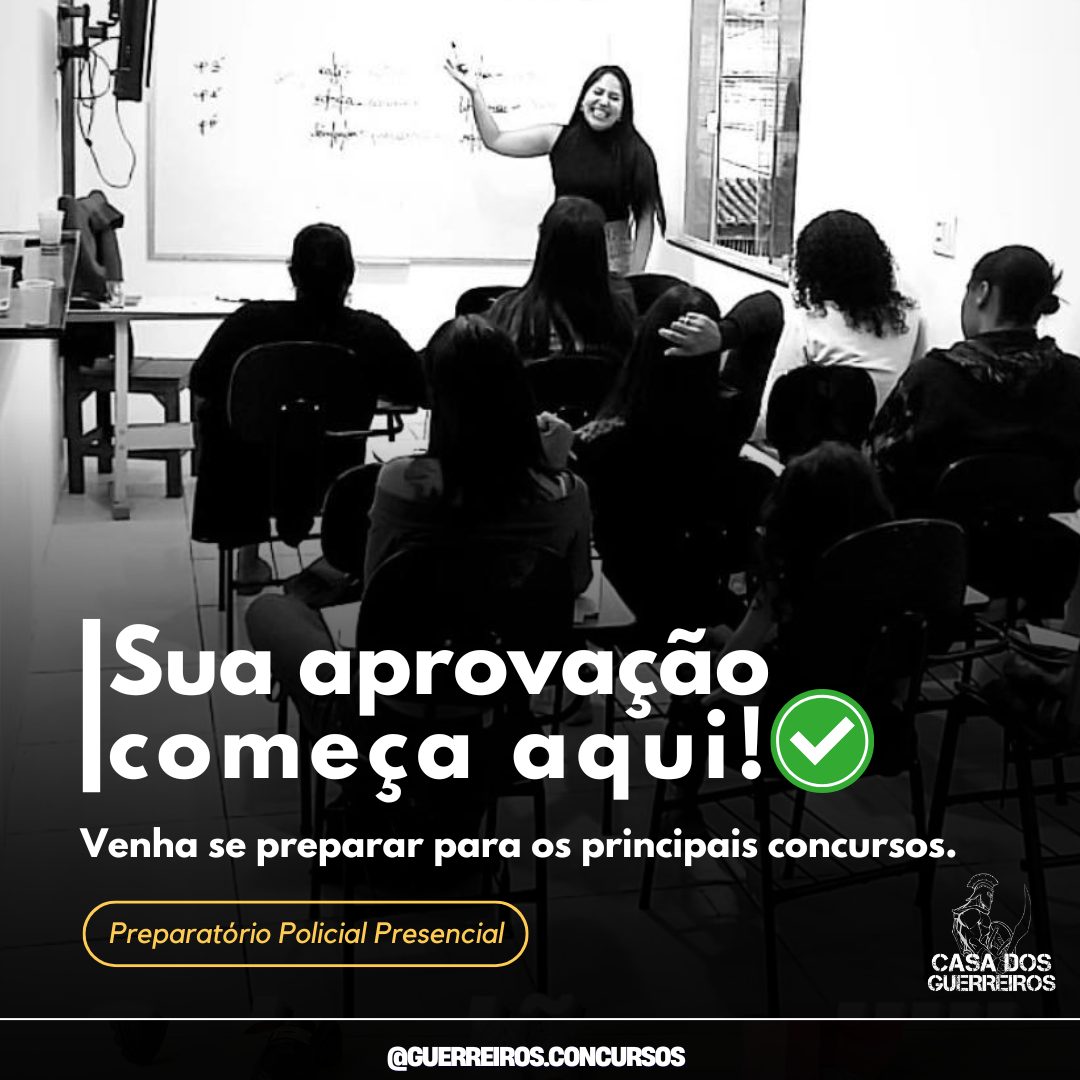 Sua aprovação
começa aqui!
Venha se preparar para os principais concursos.
Preparatório Policial Presencial
CASA DOS
GUERREIROS
@GUERREIROS.CONCURSOS